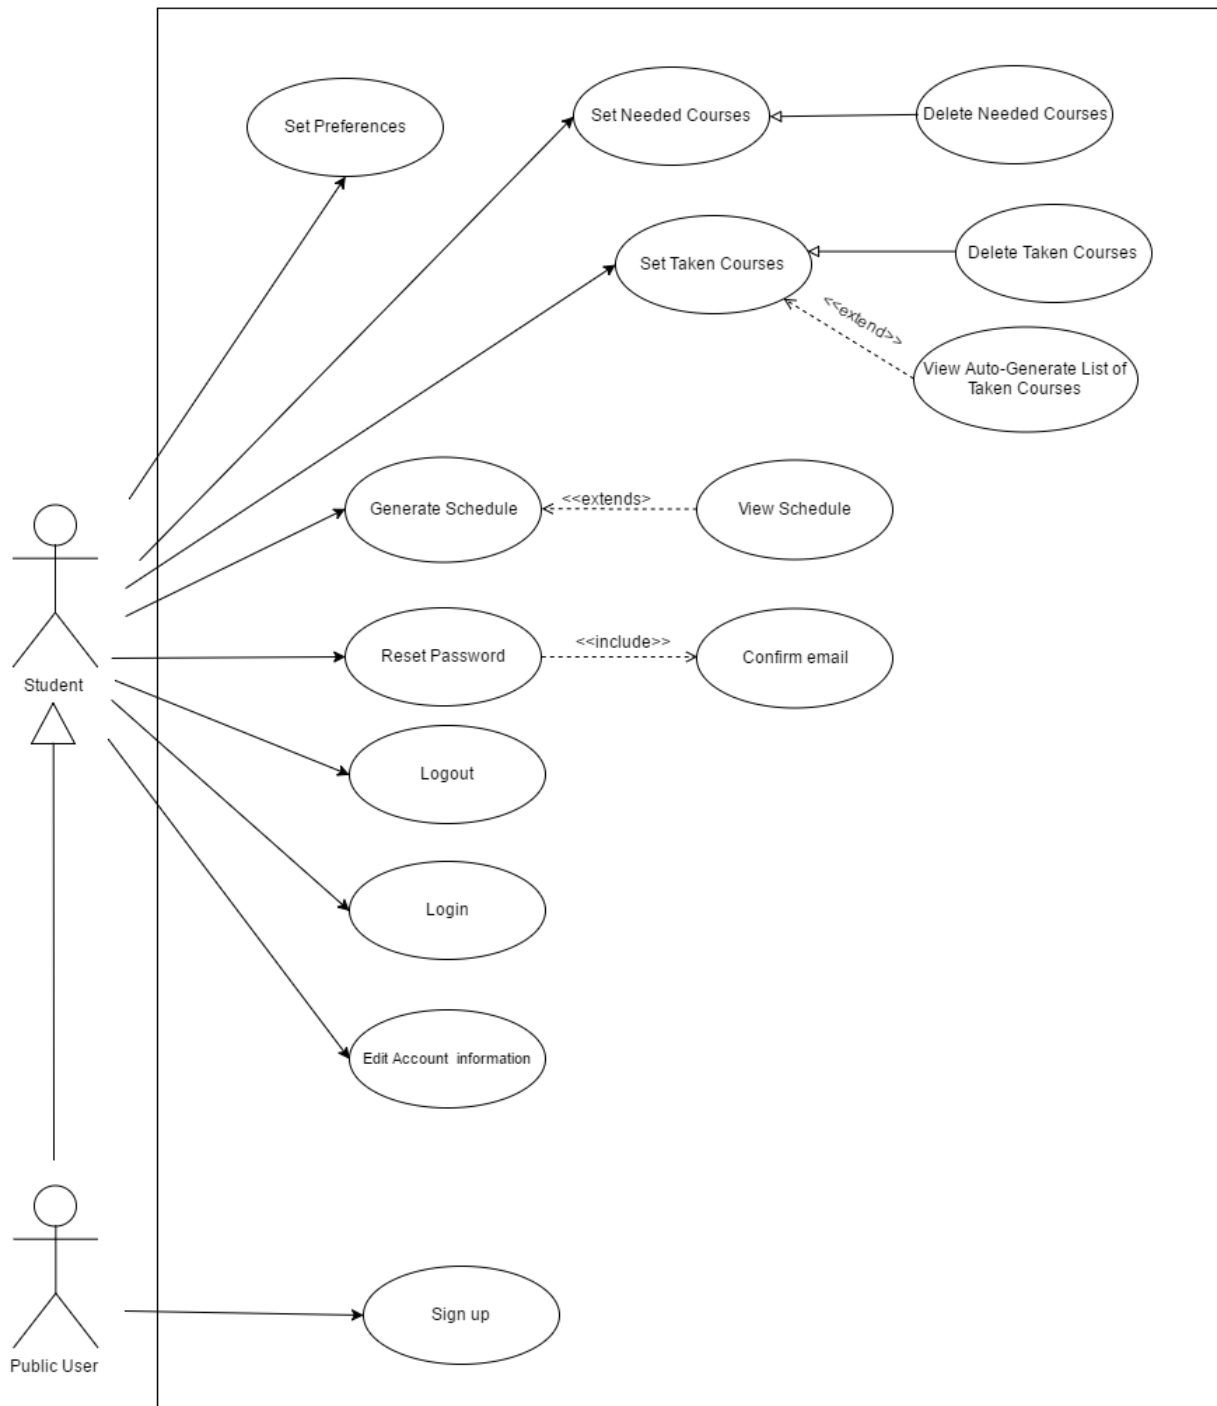 Set Preferences
Set Needed Courses
Delete Needed Courses
Set Taken Courses
Delete Taken Courses
<<extend>>
View Auto-Generate List of
Taken Courses
Generate Schedule
<<extends>
View Schedule
Reset Password
<<include>>
Confirm email
Student
Logout
Login
Edit Account  information
Sign up
Public User